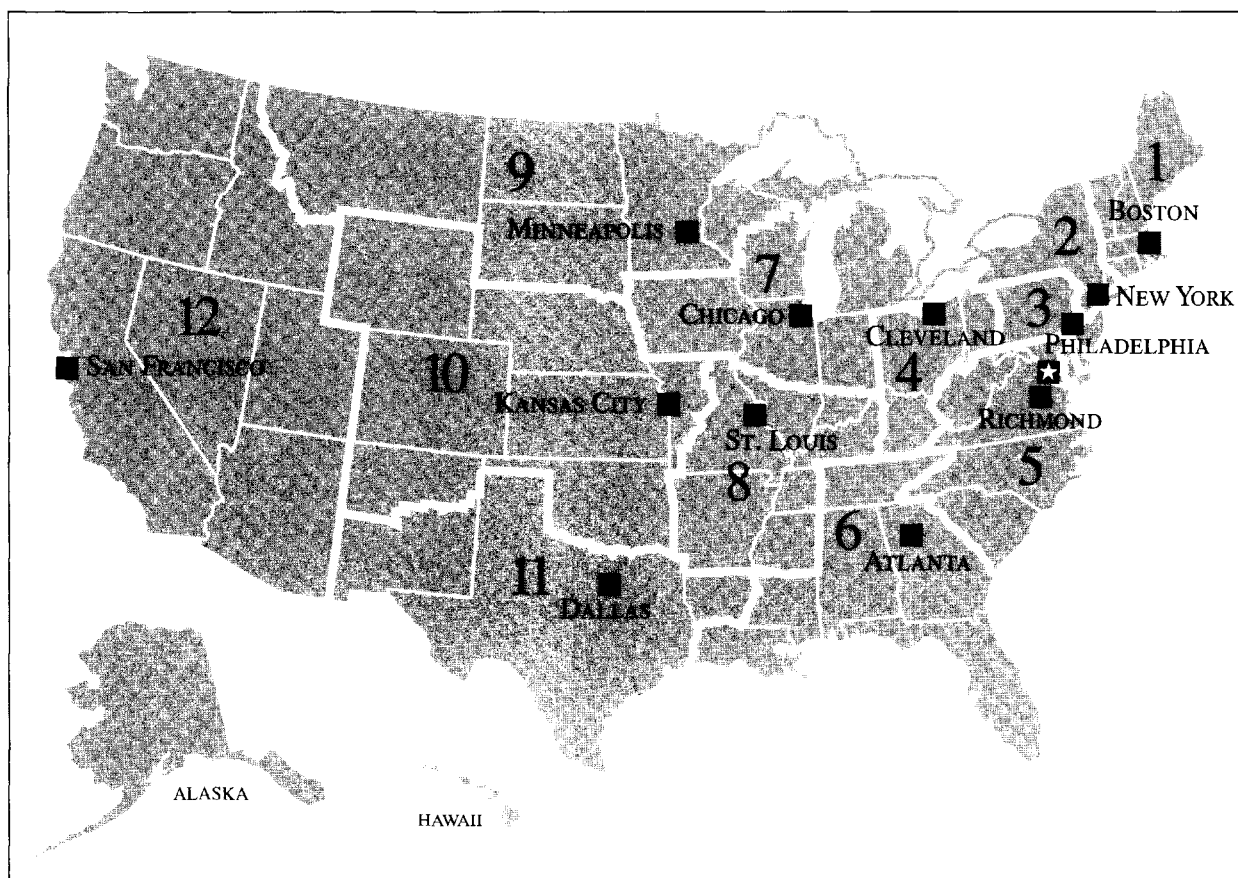 1
9
BOSTON
MINNEAPOLIS
2
7
NEW YORK
12
CHICAGO
CLEVELAND
3
PHILADELPHIA
SAN FRANCISCO
10
4
KANSAS CITY
RICHMOND
ST. LOUIS
5
8
6
ATLANTA
11
DALLAS
ALASKA
HAWAII